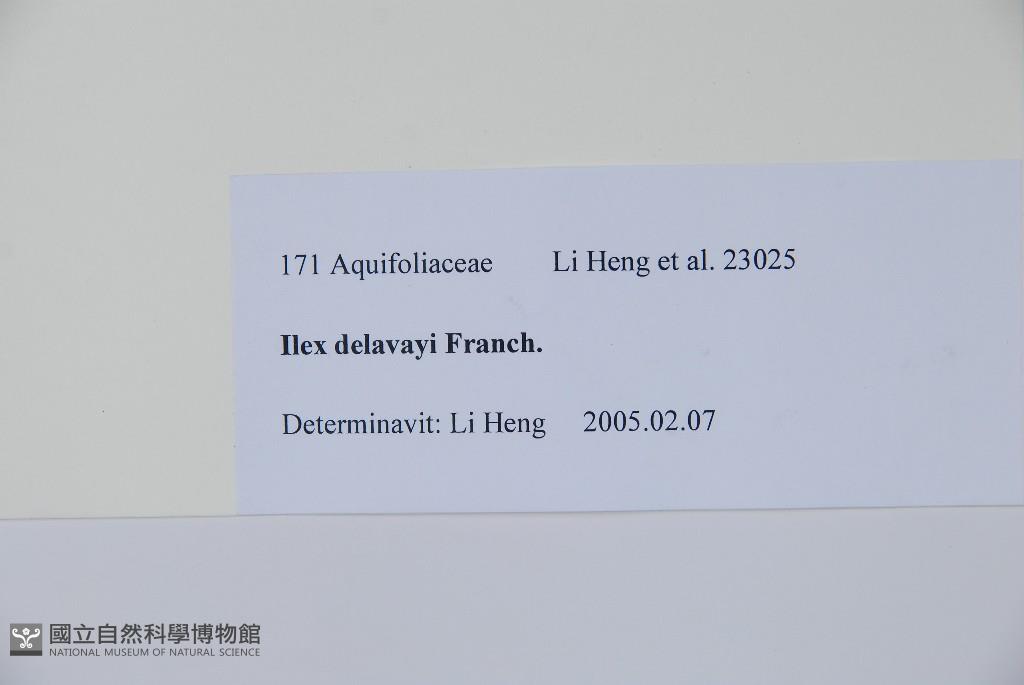 171 Aquifoliaceae Li Heng et al. 23025
Ilex delavayi Franch.
Determinavit: Li Heng 2005.02.07
國立自然科學博物館
NATIONAL MUSEUM OF NATURAL SCIENCE